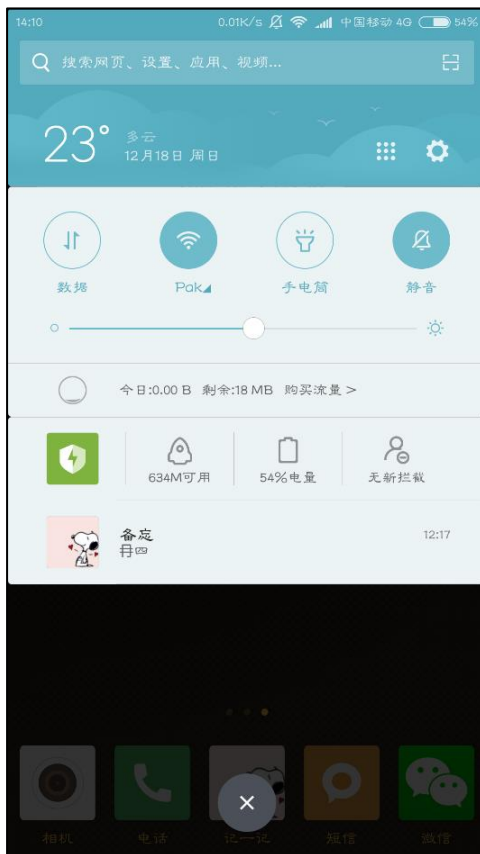 14:10 0.01K/s 中国移动 4G 54%
搜索网页、设置、应用、视频...
23° 多云
12月18日 周日
数据 Pak 手电筒 静音
今日:0.00 B 剩余:18 MB 购买流量 >
634M可用 54%电量 无新拦截
备忘 12:17
冄四
相机 电话 记一记 短信 微信